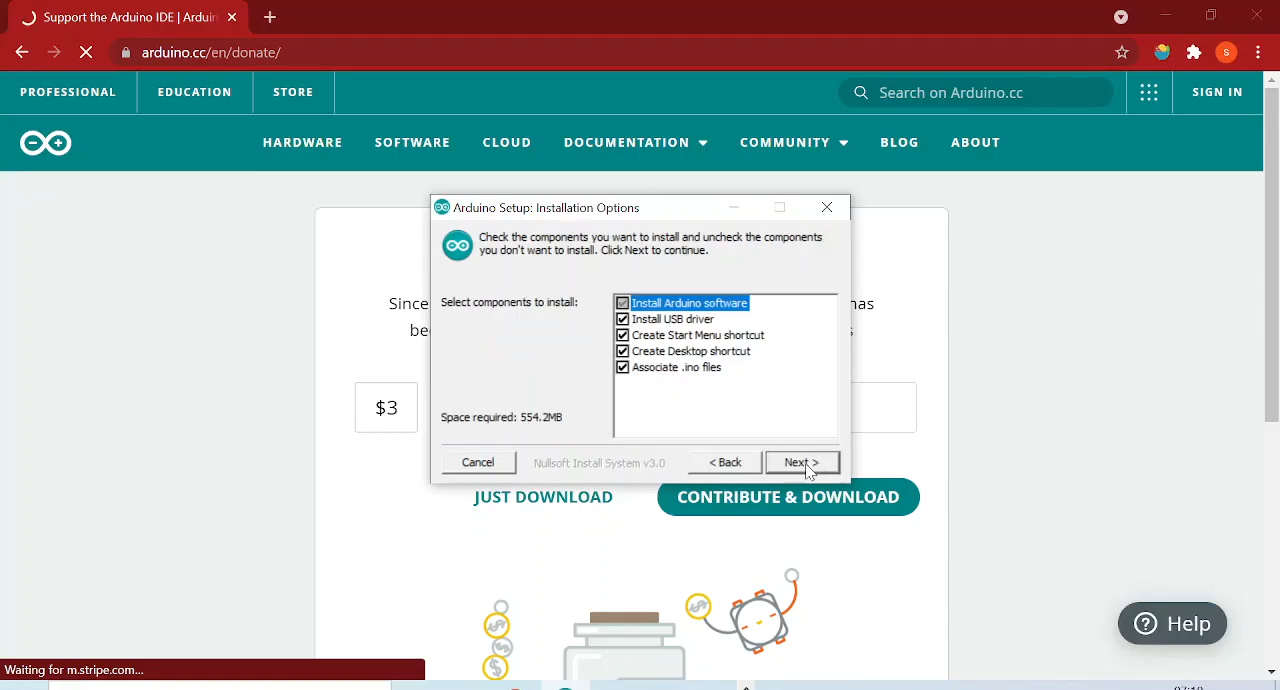 Support the Arduino IDE | Arduin
arduino.cc/en/donate/
S
PROFESSIONAL
EDUCATION
STORE
Search on Arduino.cc
SIGN IN
HARDWARE
SOFTWARE
CLOUD
DOCUMENTATION
COMMUNITY
BLOG
ABOUT
Arduino Setup: Installation Options
Check the components you want to install and uncheck the components
you don't want to install. Click Next to continue.
Select components to install:
Install Arduino software
Install USB driver
Create Start Menu shortcut
Create Desktop shortcut
Associate .ino files
Space required: 554.2MB
Cancel
Nullsoft Install System v3.0
< Back
Next >
Since
has
be
$3
JUST DOWNLOAD
CONTRIBUTE & DOWNLOAD
Help
Waiting for m.stripe.com...